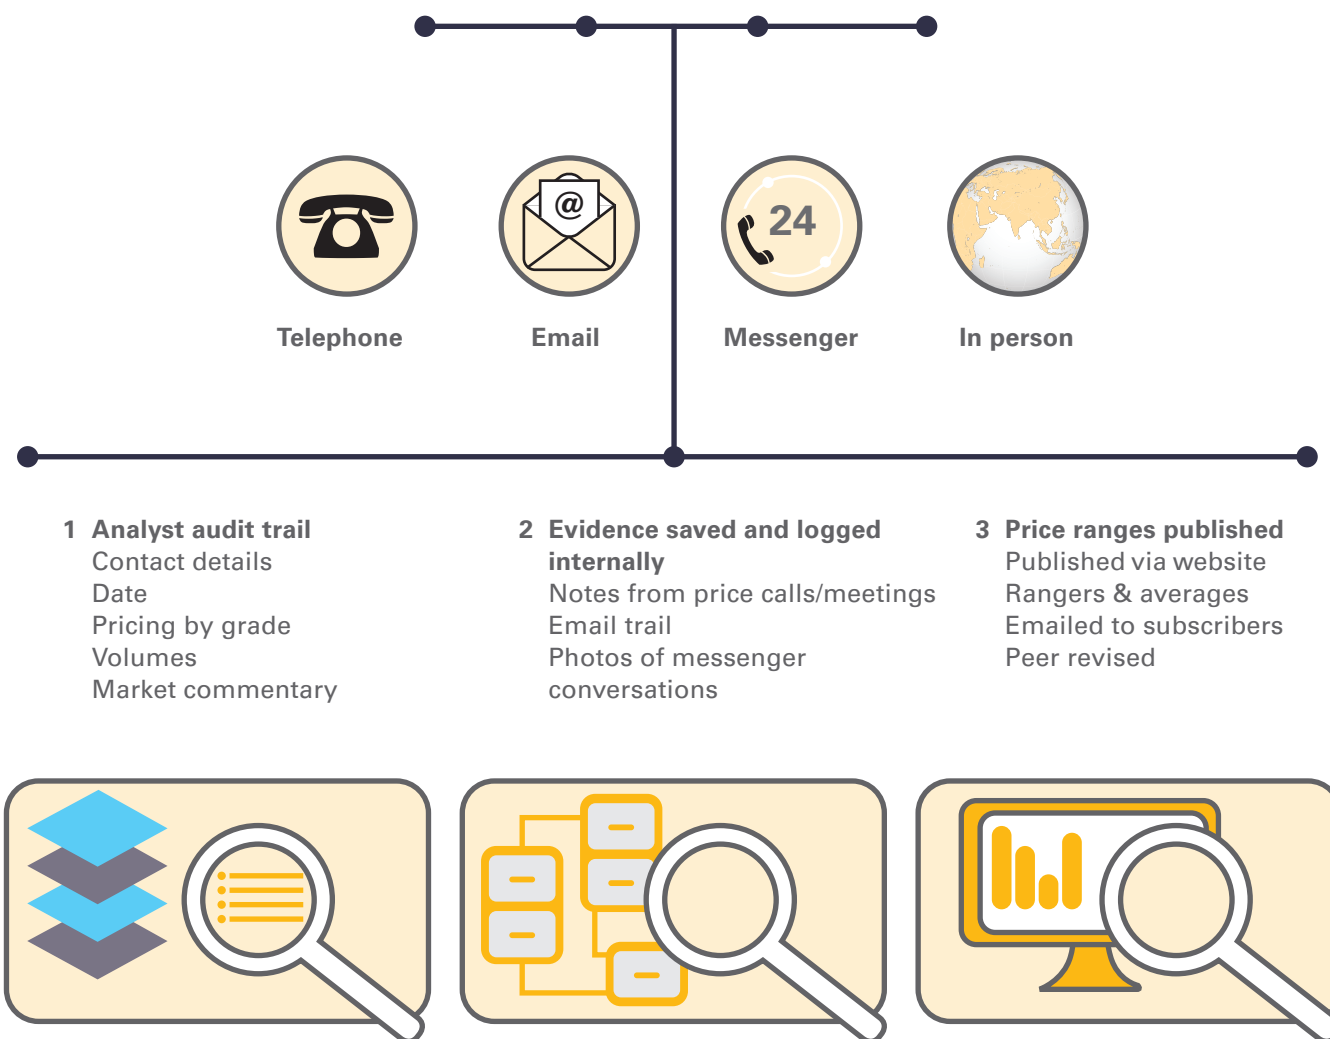 @
24
Telephone
Email
Messenger
In person
1 Analyst audit trail
Contact details
Date
Pricing by grade
Volumes
Market commentary
2 Evidence saved and logged
internally
Notes from price calls/meetings
Email trail
Photos of messenger
conversations
3 Price ranges published
Published via website
Rangers & averages
Emailed to subscribers
Peer revised